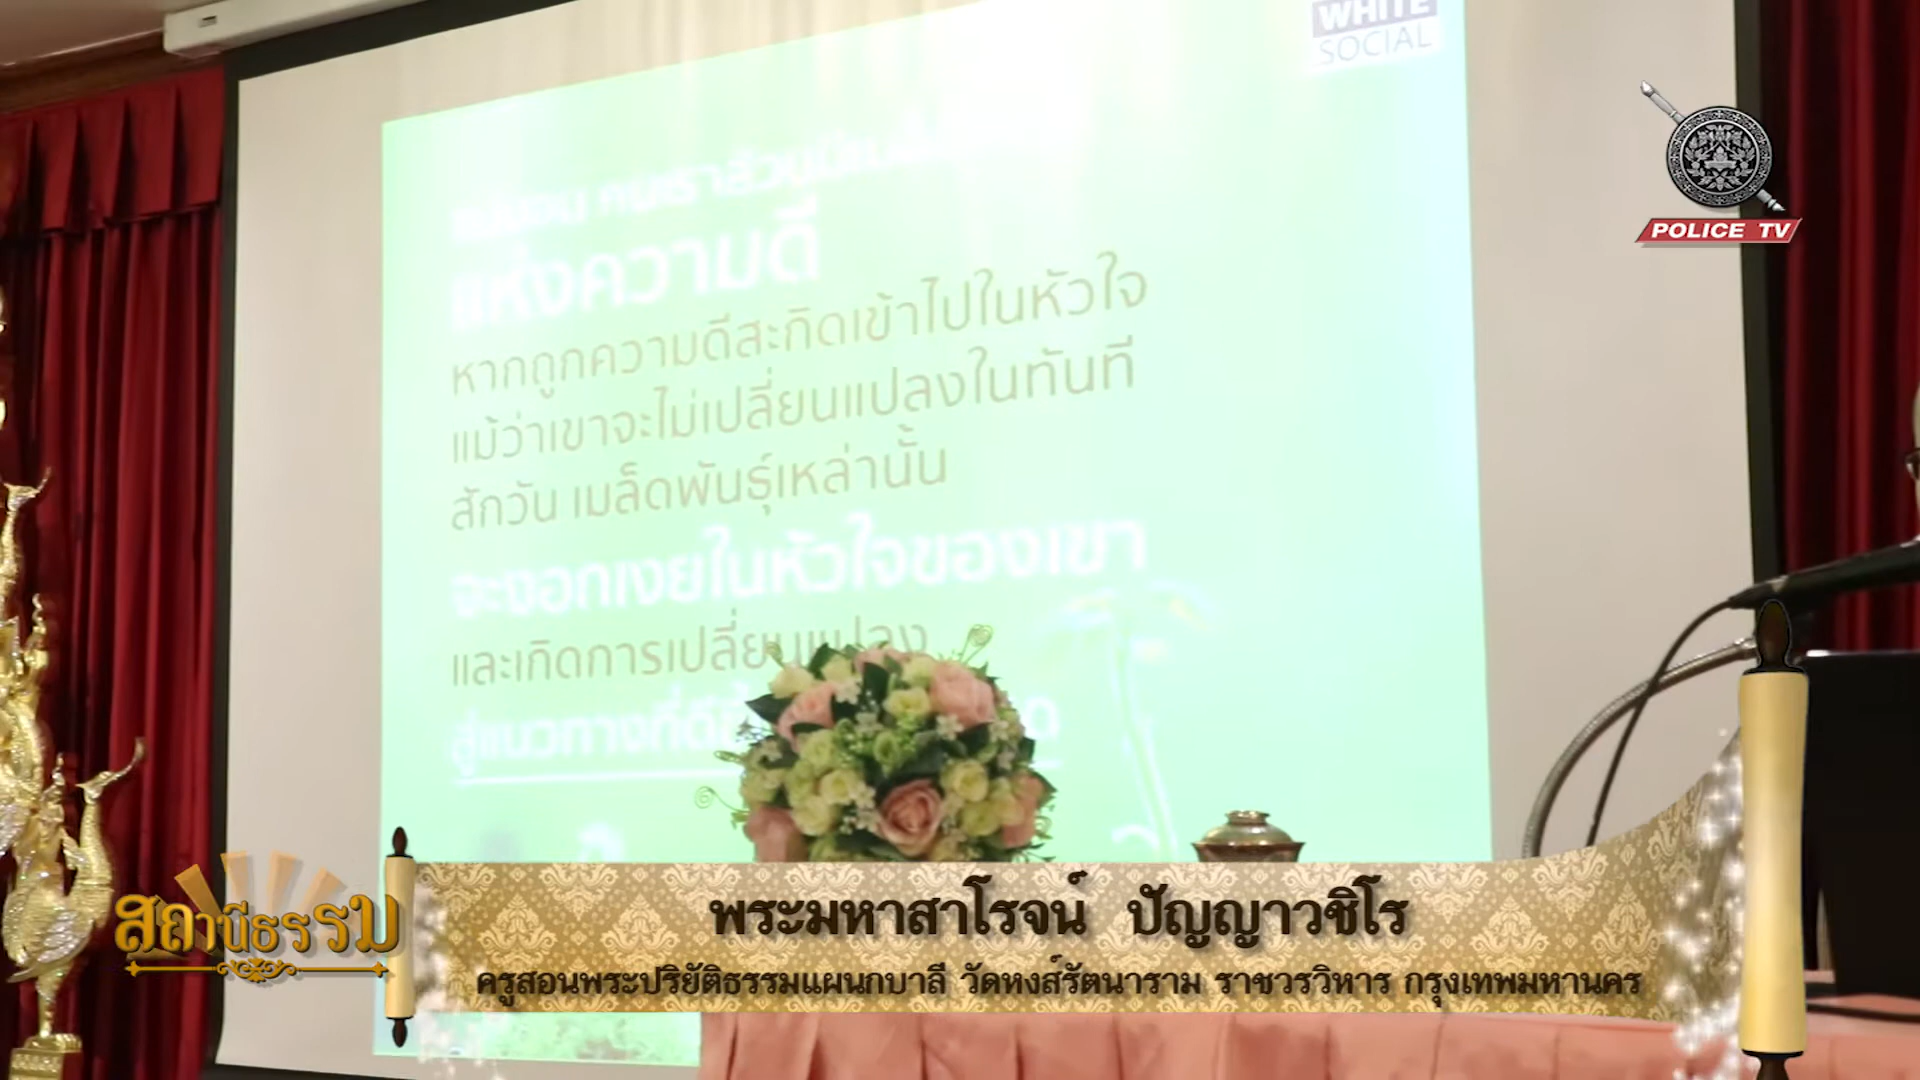 WHITE
SOCIAL
POLICE TV
แห่งความดี
หากถูกความดีสะกิดเข้าไปในหัวใจ
แม้ว่าเขาจะไม่เปลี่ยนแปลงในทันที
สักวัน เมล็ดพันธุ์เหล่านั้น
จะงอกเงยในหัวใจของเขา
และเกิดการเปลี่ยนแปลง
สู่แนวทางที่ดี
สถานีธรรม
พระมหาสาโรจน์ ปัญญาวชิโร
ครูสอนพระปริยัติธรรมแผนกบาลี วัดหงส์รัตนาราม ราชวรวิหาร กรุงเทพมหานคร